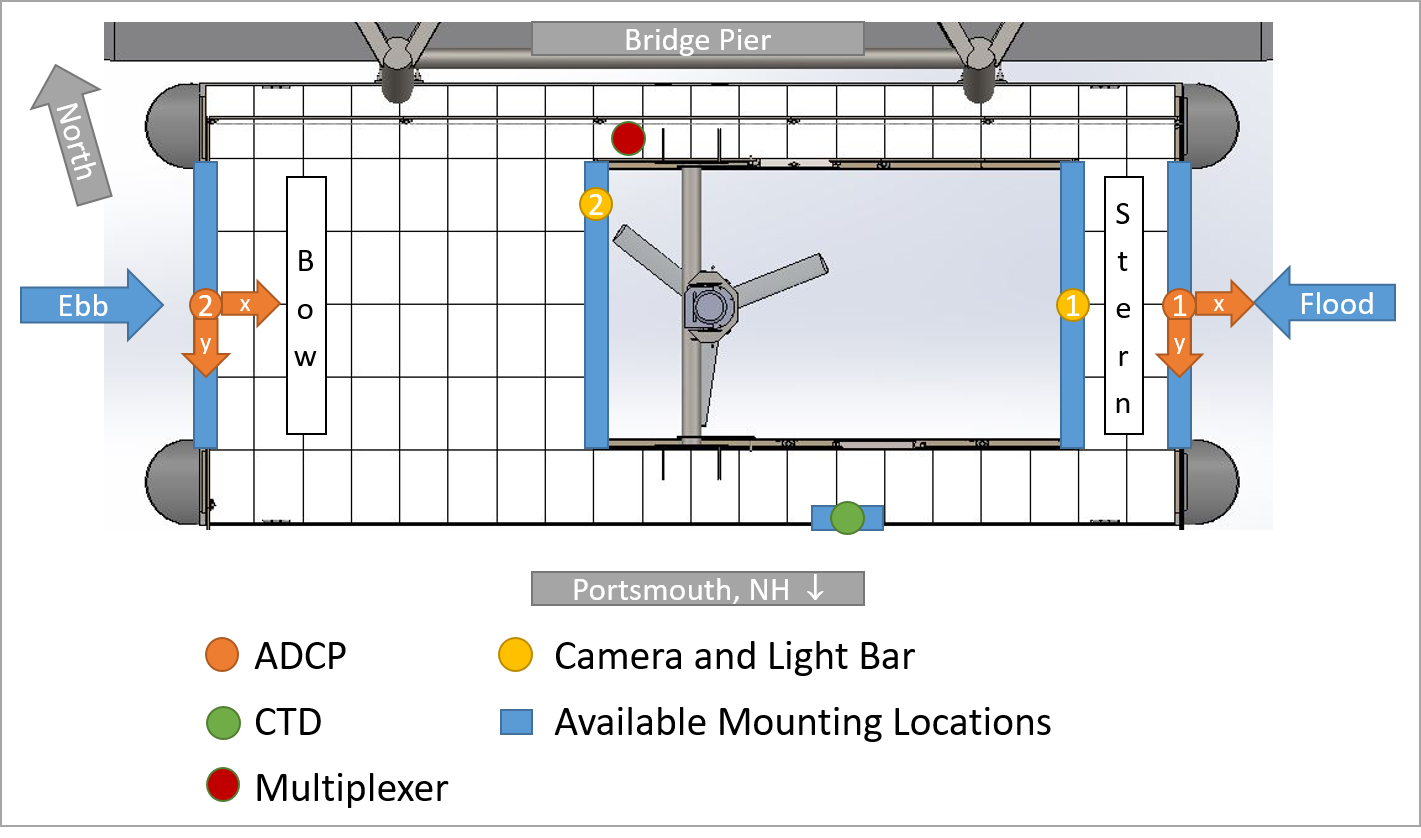 Bridge Pier
North
Bow
Stern
2
Ebb
2
x
y
1
1
x
y
Flood
Portsmouth, NH ↓
ADCP
Camera and Light Bar
CTD
Available Mounting Locations
Multiplexer